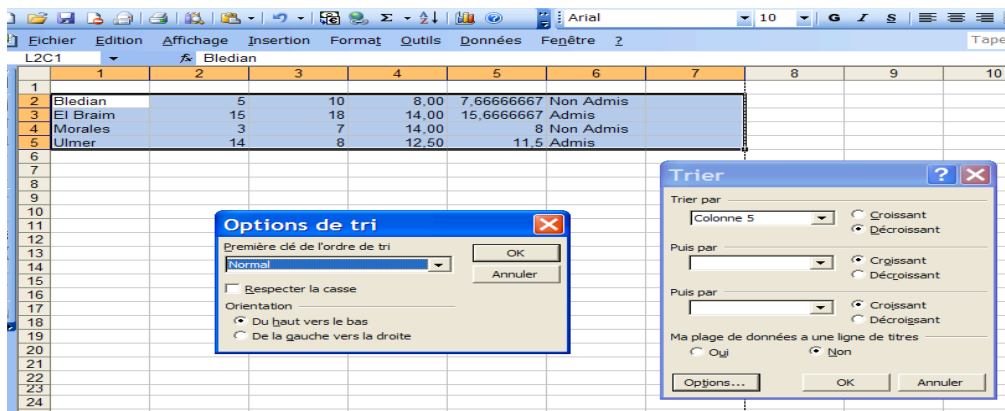 Arial 10 G I S
Fichier Edition Affichage Insertion Format Outils Données Fenêtre ? Tape
L2C1 fx Bledian
1 2 3 4 5 6 7 8 9 10
1
2 Bledian 5 10 8,00 7,66666667 Non Admis
3 El Braim 15 18 14,00 15,6666667 Admis
4 Morales 3 7 14,00 8 Non Admis
5 Ulmer 14 8 12,50 11,5 Admis
6
7
8
9
10
11
12
13
14
15
16
17
18
19
20
21
22
23
24
Options de tri
Première clé de l'ordre de tri
Normal
OK
Annuler
Respecter la casse
Orientation
Du haut vers le bas
De la gauche vers la droite
Trier ?
Trier par
Colonne 5
Croissant
Décroissant
Puis par
Croissant
Décroissant
Puis par
Croissant
Décroissant
Ma plage de données a une ligne de titres
Oui Non
Options... OK Annuler